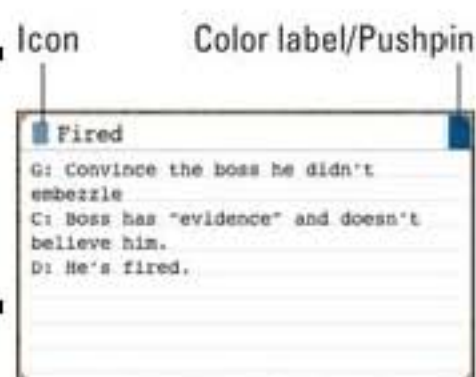 Icon
Color label/Pushpin
Fired
G: Convince the boss he didn't
embezzle
C: Boss has "evidence" and doesn't
believe him.
D: He's fired.